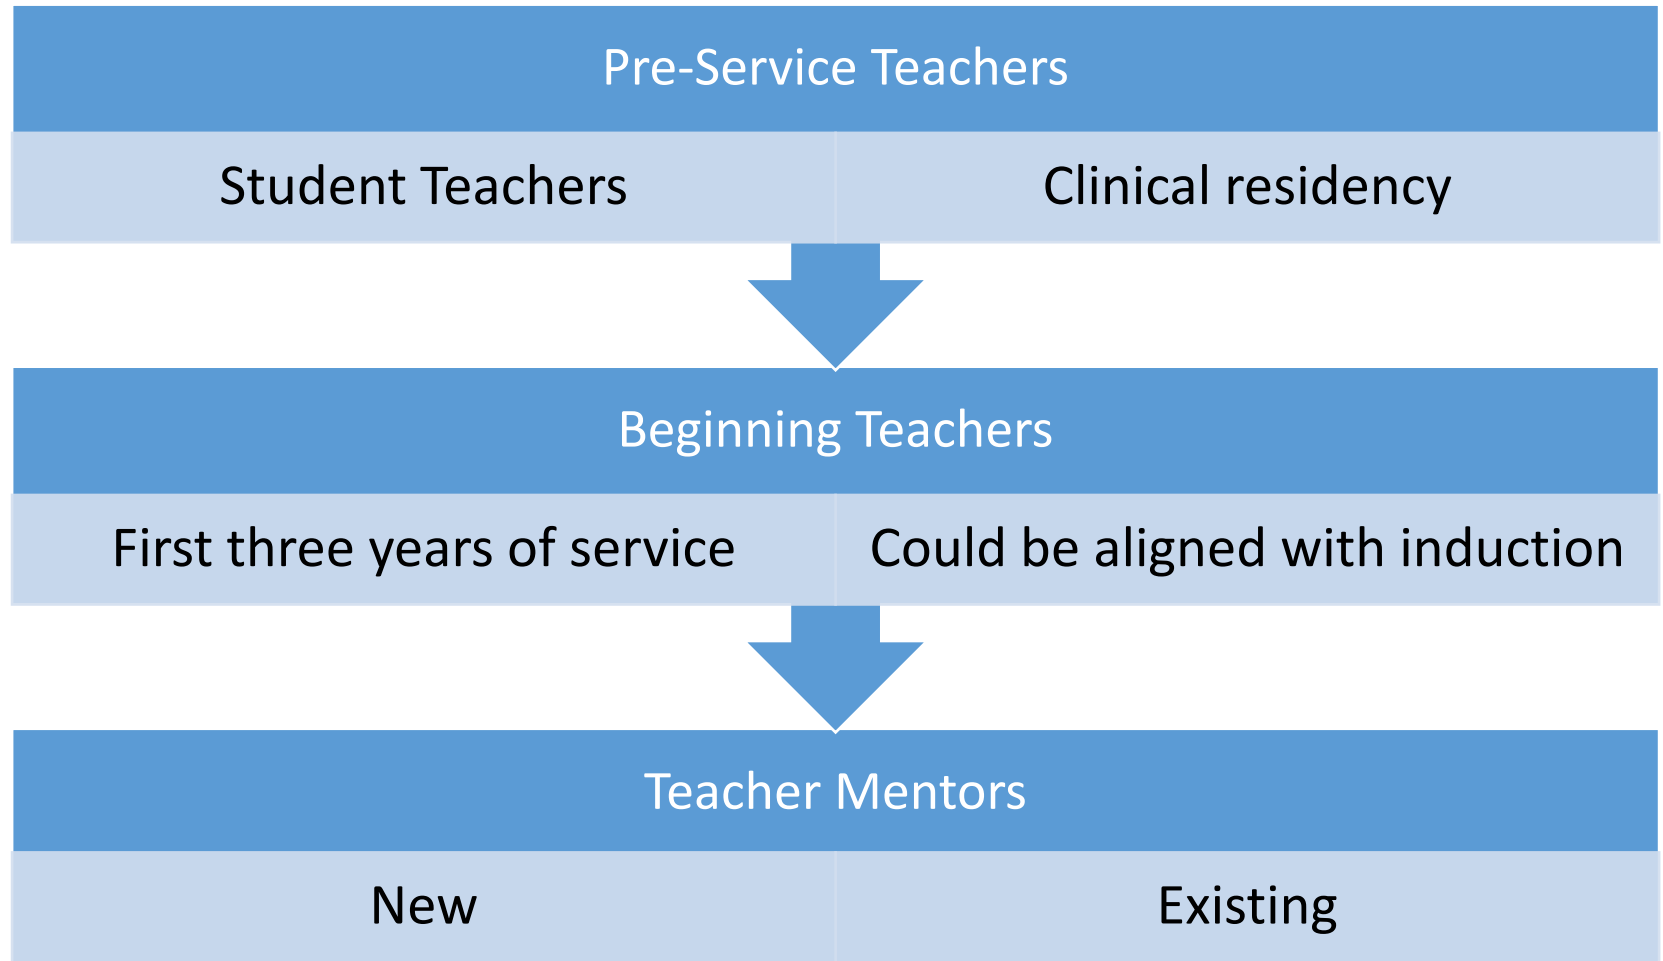 Pre-Service Teachers
Student Teachers
Clinical residency
Beginning Teachers
First three years of service
Could be aligned with induction
Teacher Mentors
New
Existing